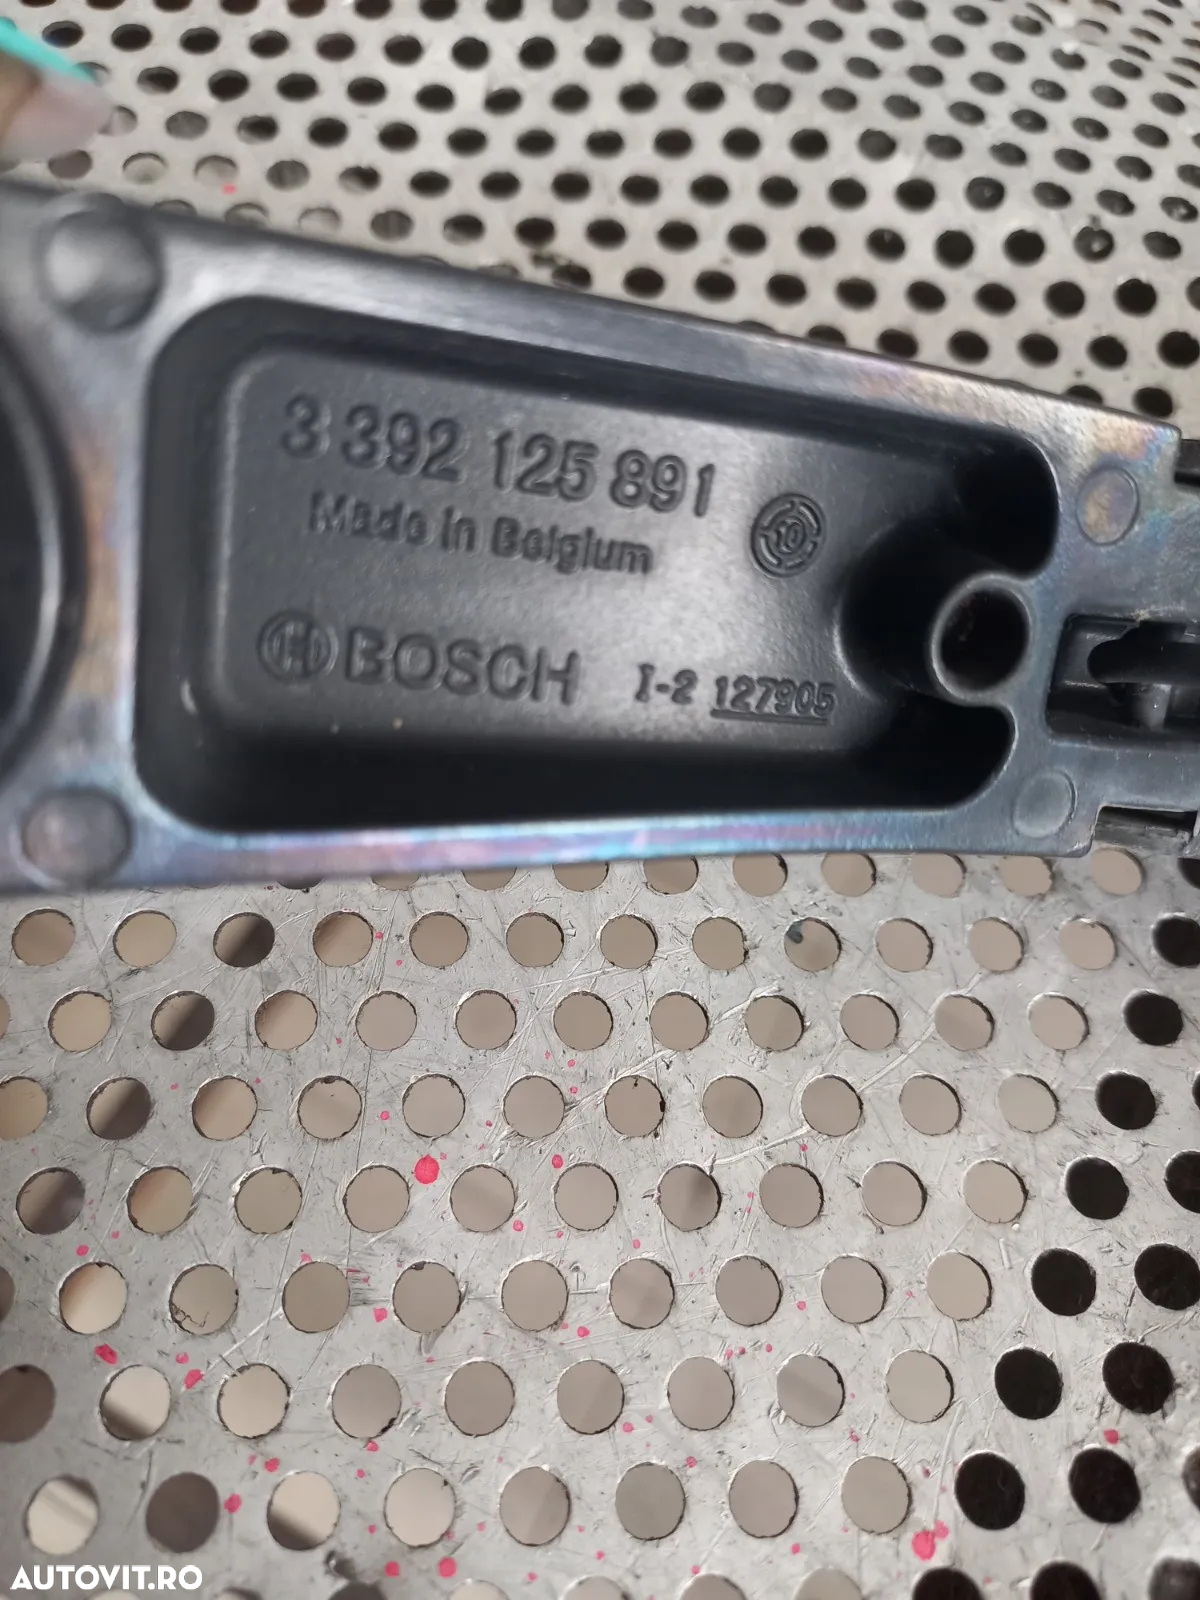 3 392 125 891
Made in Belgium
10
BOSCH I-2 127905
AUTOVIT.RO